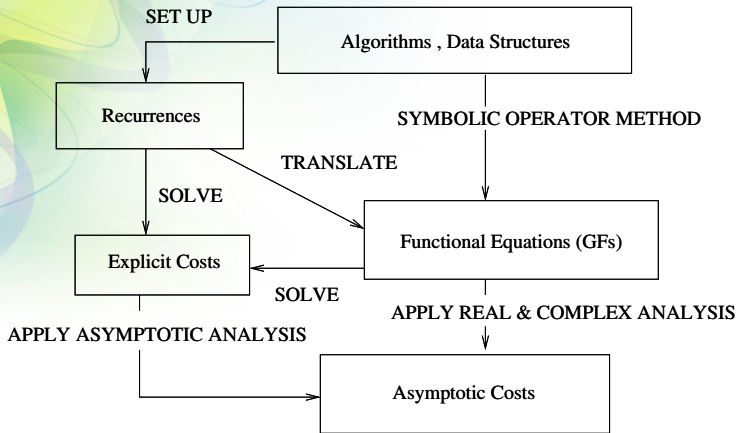 SET UP
Algorithms , Data Structures
Recurrences
SYMBOLIC OPERATOR METHOD
TRANSLATE
SOLVE
Functional Equations (GFs)
Explicit Costs
SOLVE
APPLY REAL & COMPLEX ANALYSIS
APPLY ASYMPTOTIC ANALYSIS
Asymptotic Costs